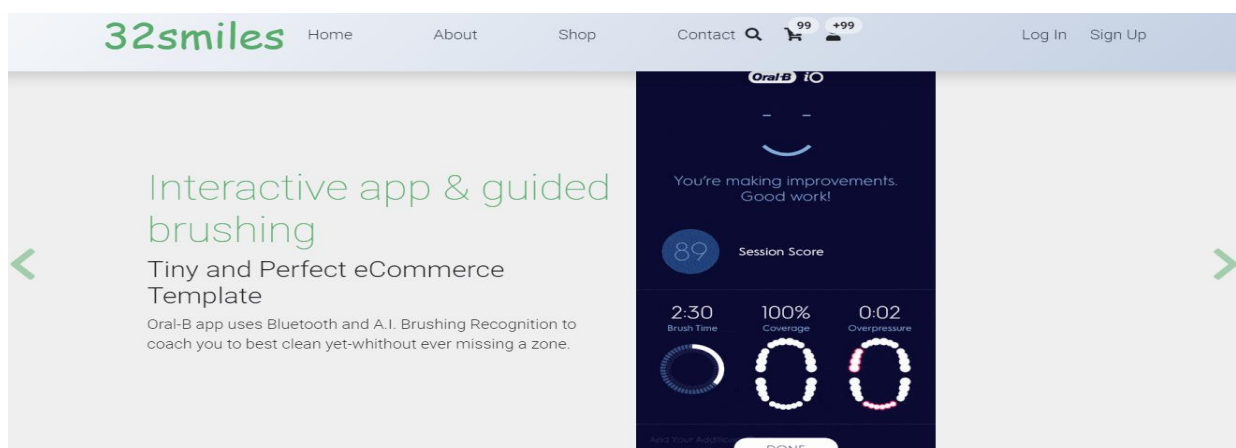 32smiles Home About Shop Contact 99 +99 Log In Sign Up
Interactive app & guided
brushing
Tiny and Perfect eCommerce
Template
Oral-B app uses Bluetooth and A.I. Brushing Recognition to
coach you to best clean yet-whithout ever missing a zone.
Oral-B iO
You're making improvements.
Good work!
89 Session Score
2:30 100% 0:02
Brush Time Coverage Overpressure
Add Your Addition
DONE